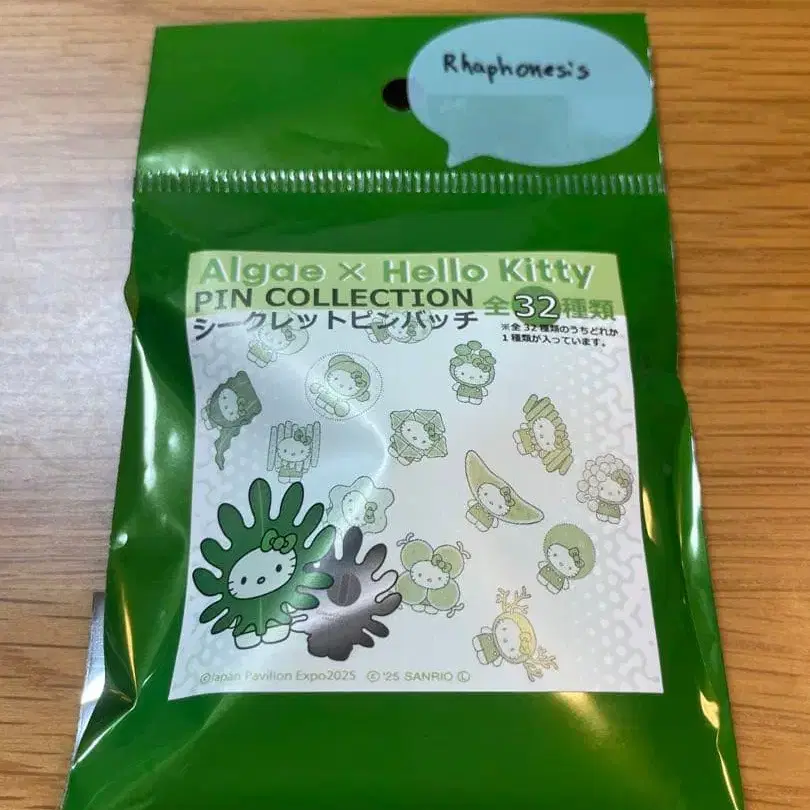 Rhaphonesis
Algae × Hello Kitty
PIN COLLECTION 全32種類
シークレットピンバッチ ※全32種類のうちどれか
1種類が入っています。
©Japan Pavilion Expo2025 © '25 SANRIO Ⓛ